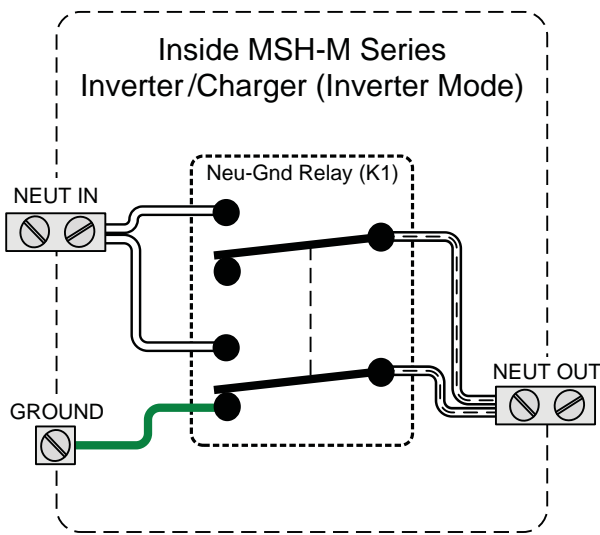 Inside MSH-M Series
Inverter/Charger (Inverter Mode)
Neu-Gnd Relay (K1)
NEUT IN
NEUT OUT
GROUND